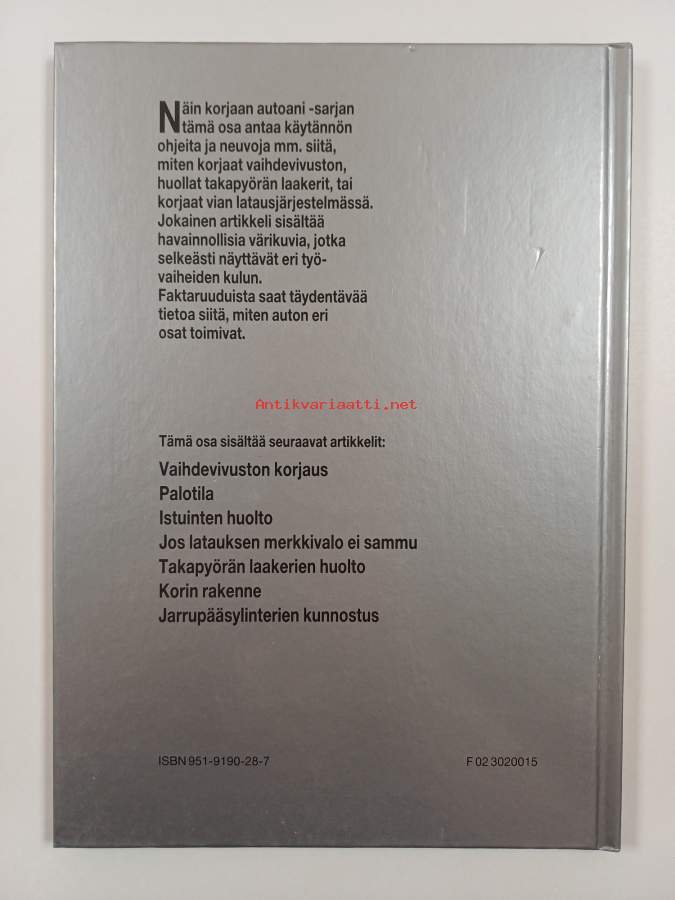 Näin korjaan autoani -sarjan
tämä osa antaa käytännön
ohjeita ja neuvoja mm. siitä,
miten korjaat vaihdevivuston,
huollat takapyörän laakerit, tai
korjaat vian latausjärjestelmässä.
Jokainen artikkeli sisältää
havainnollisia värikuvia, jotka
selkeästi näyttävät eri työ-
vaiheiden kulun.
Faktaruuduista saat täydentävää
tietoa siitä, miten auton eri
osat toimivat.
Antikvariaatti.net
Tämä osa sisältää seuraavat artikkelit:
Vaihdevivuston korjaus
Palotila
Istuinten huolto
Jos latauksen merkkivalo ei sammu
Takapyörän laakerien huolto
Korin rakenne
Jarrupääsylinterien kunnostus
ISBN 951-9190-28-7 F 02 3020015